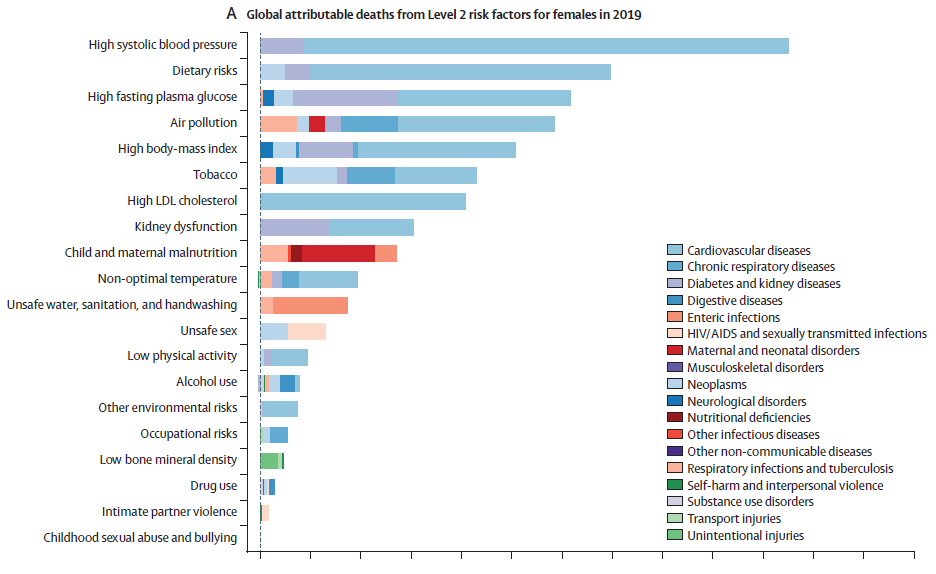 A Global attributable deaths from Level 2 risk factors for females in 2019
High systolic blood pressure
Dietary risks
High fasting plasma glucose
Air pollution
High body-mass index
Tobacco
High LDL cholesterol
Kidney dysfunction
Child and maternal malnutrition
Non-optimal temperature
Unsafe water, sanitation, and handwashing
Unsafe sex
Low physical activity
Alcohol use
Other environmental risks
Occupational risks
Low bone mineral density
Drug use
Intimate partner violence
Childhood sexual abuse and bullying
Cardiovascular diseases
Chronic respiratory diseases
Diabetes and kidney diseases
Digestive diseases
Enteric infections
HIV/AIDS and sexually transmitted infections
Maternal and neonatal disorders
Musculoskeletal disorders
Neoplasms
Neurological disorders
Nutritional deficiencies
Other infectious diseases
Other non-communicable diseases
Respiratory infections and tuberculosis
Self-harm and interpersonal violence
Substance use disorders
Transport injuries
Unintentional injuries